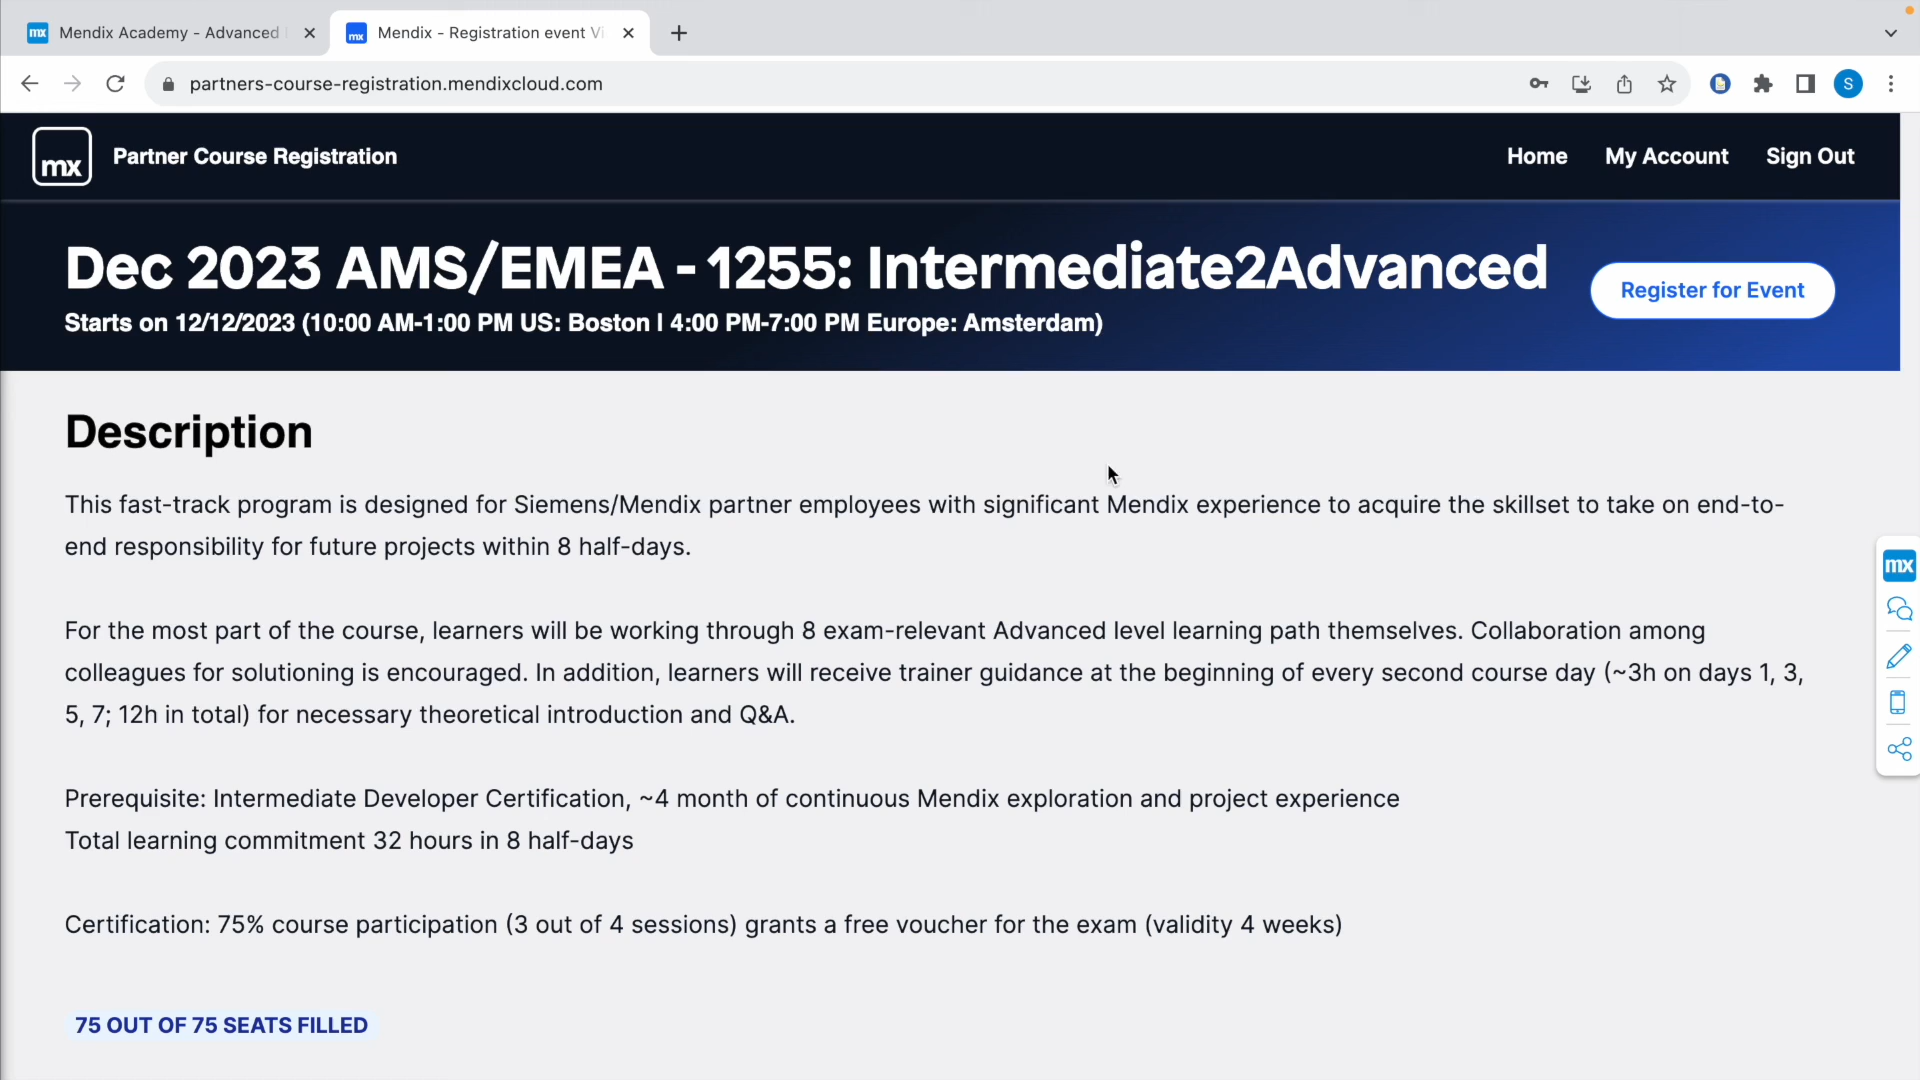 mx Mendix Academy - Advanced
mx Mendix - Registration event Vi
partners-course-registration.mendixcloud.com
S
mx Partner Course Registration
Home My Account Sign Out
Dec 2023 AMS/EMEA - 1255: Intermediate2Advanced
Register for Event
Starts on 12/12/2023 (10:00 AM-1:00 PM US: Boston | 4:00 PM-7:00 PM Europe: Amsterdam)
Description
This fast-track program is designed for Siemens/Mendix partner employees with significant Mendix experience to acquire the skillset to take on end-to-
end responsibility for future projects within 8 half-days.
For the most part of the course, learners will be working through 8 exam-relevant Advanced level learning path themselves. Collaboration among
colleagues for solutioning is encouraged. In addition, learners will receive trainer guidance at the beginning of every second course day (~3h on days 1, 3,
5, 7; 12h in total) for necessary theoretical introduction and Q&A.
Prerequisite: Intermediate Developer Certification, ~4 month of continuous Mendix exploration and project experience
Total learning commitment 32 hours in 8 half-days
Certification: 75% course participation (3 out of 4 sessions) grants a free voucher for the exam (validity 4 weeks)
75 OUT OF 75 SEATS FILLED
mx